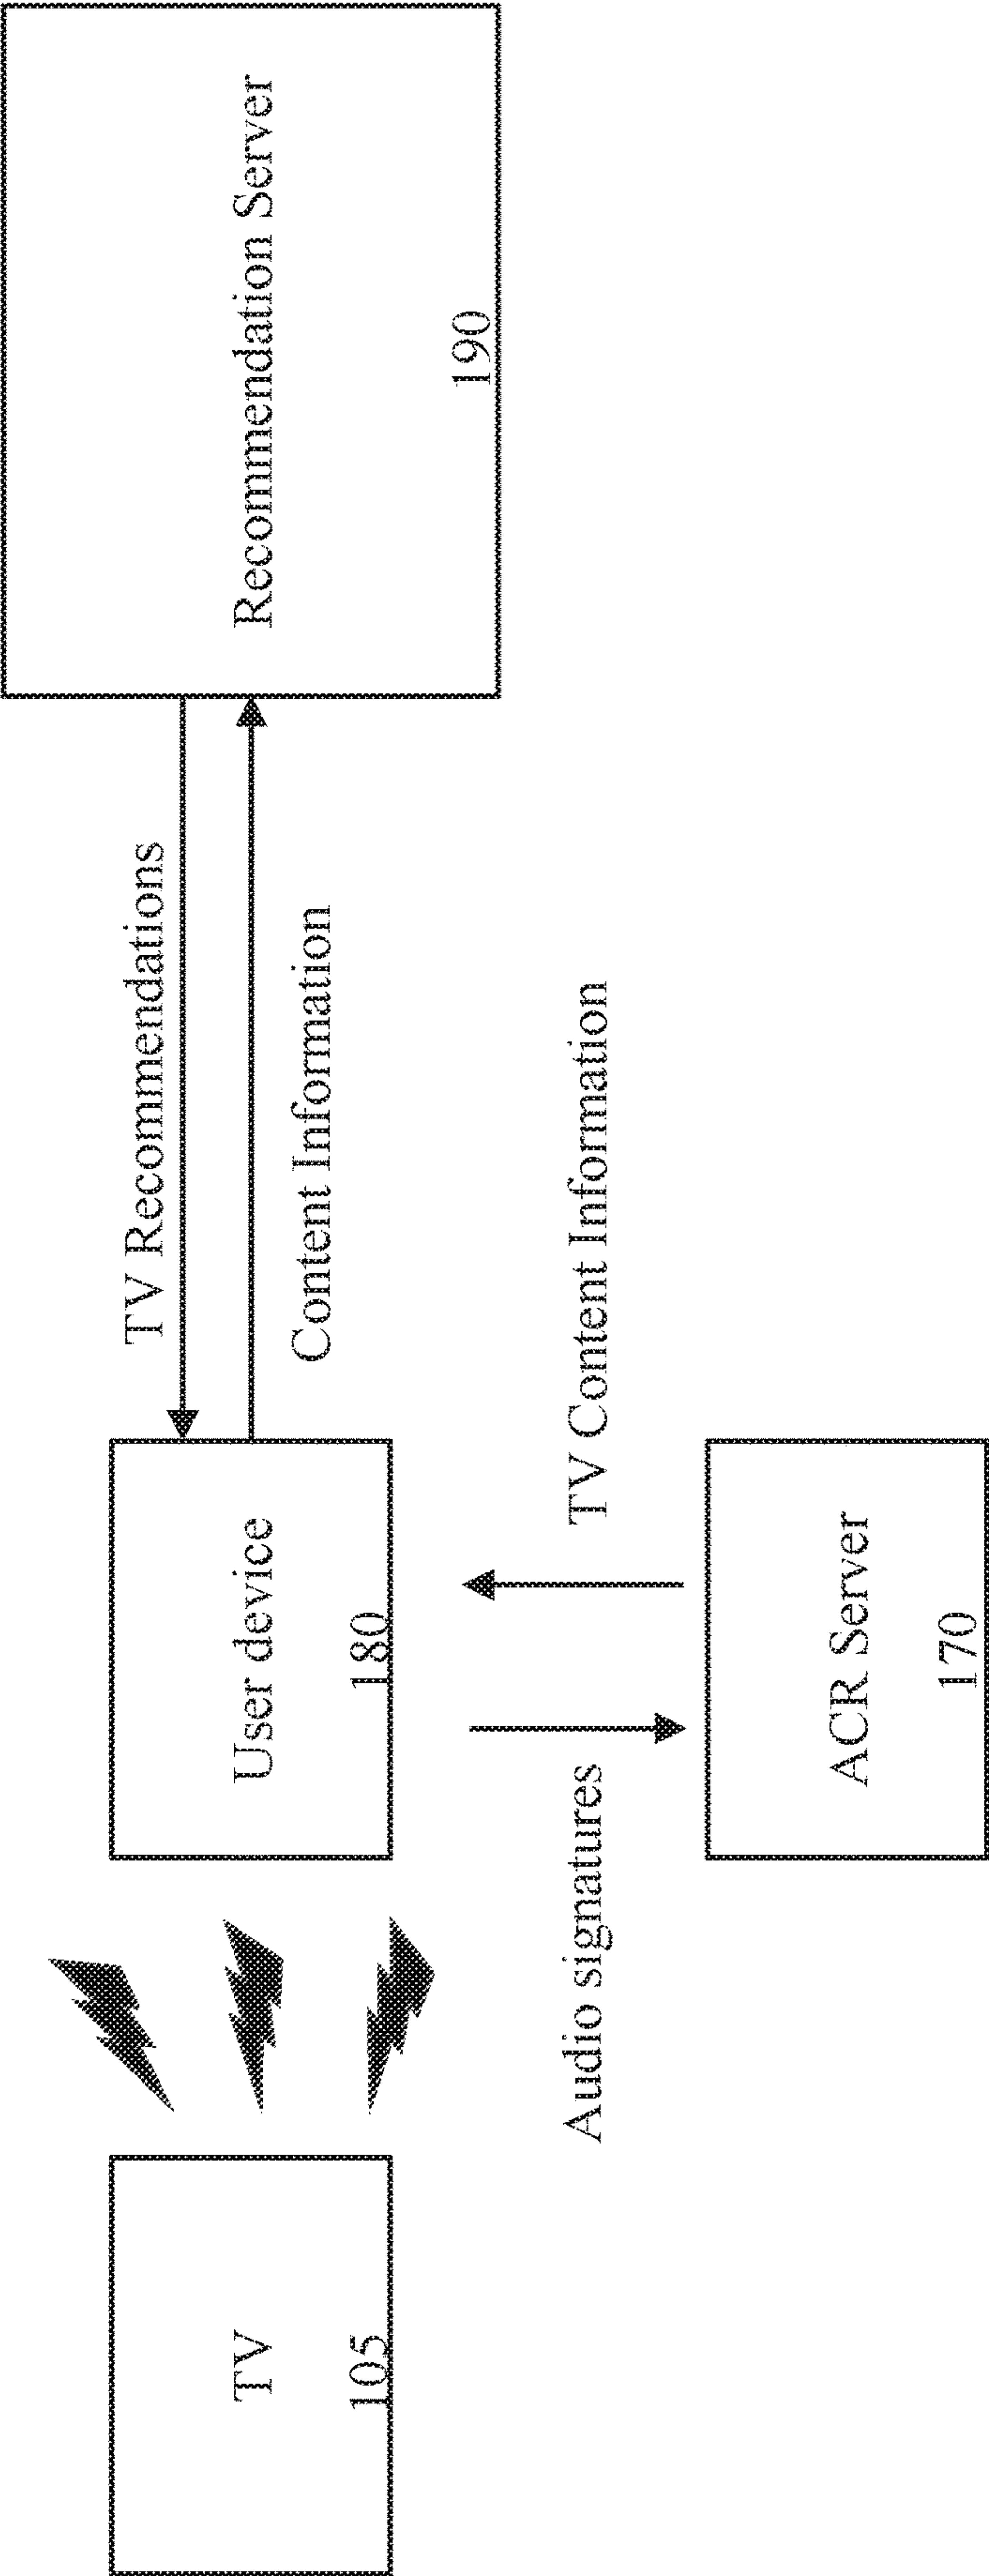 TV
105
User device
180
TV Recommendations
Content Information
Recommendation Server
190
Audio signatures
TV Content Information
ACR Server
170